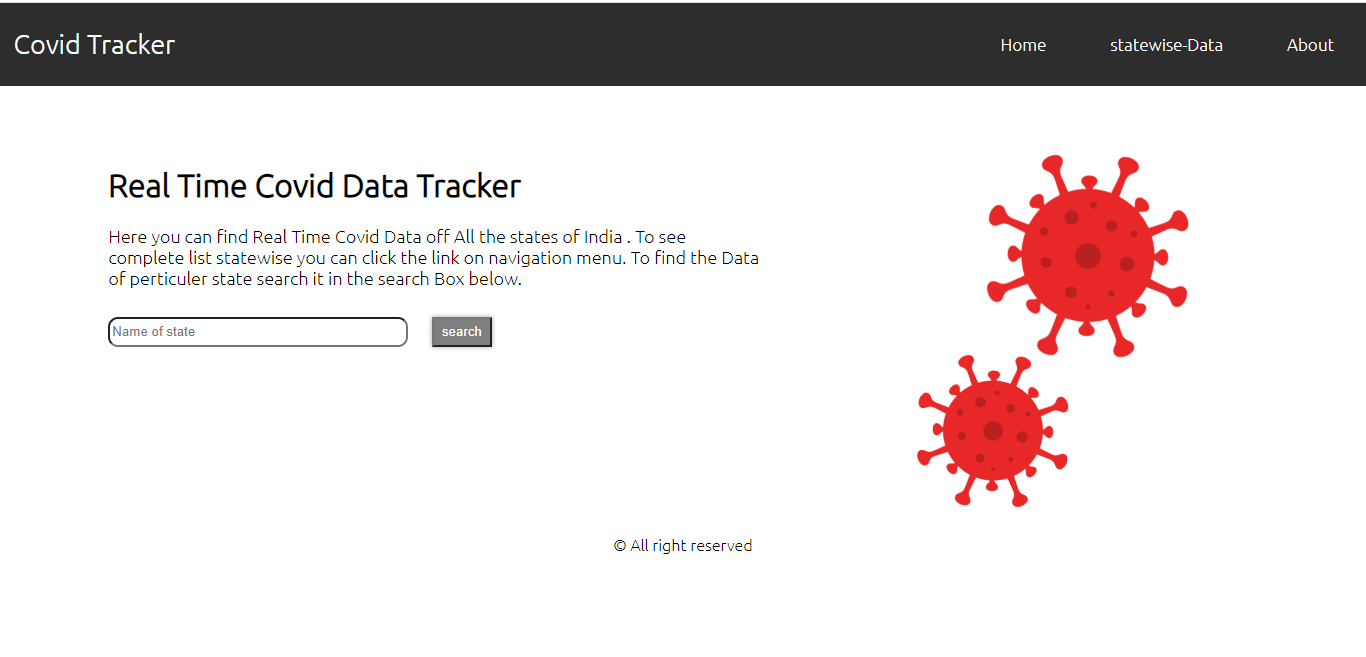 Covid Tracker
Home
statewise-Data
About
Real Time Covid Data Tracker
Here you can find Real Time Covid Data off All the states of India . To see
complete list statewise you can click the link on navigation menu. To find the Data
of perticuler state search it in the search Box below.
Name of state
search
© All right reserved